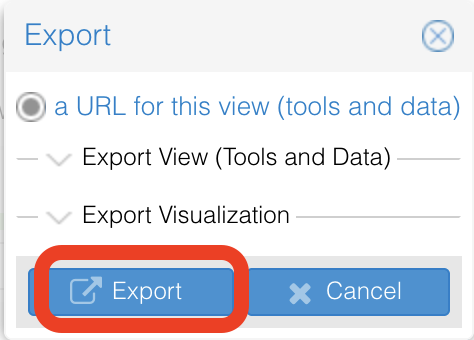 Export
a URL for this view (tools and data)
Export View (Tools and Data)
Export Visualization
Export
Cancel